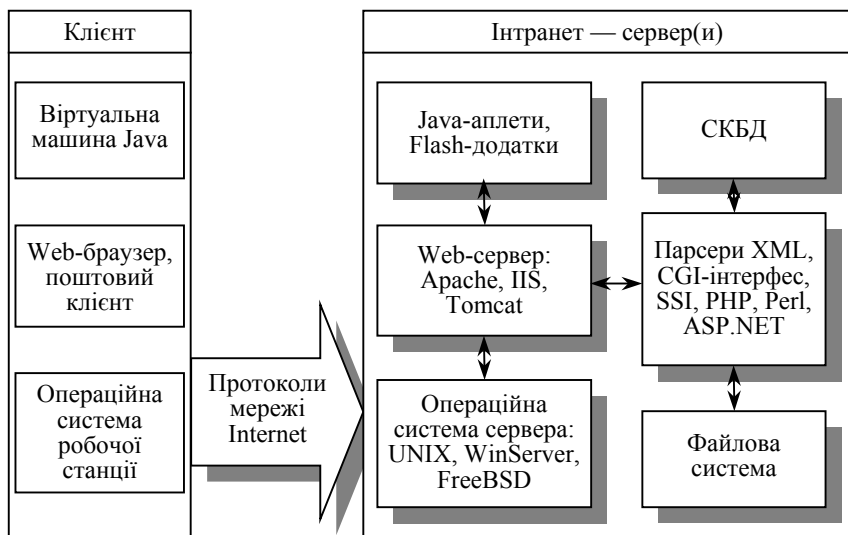 Клієнт
Віртуальна
машина Java
Web-браузер,
поштовий
клієнт
Операційна
система
робочої
станції
Протоколи
мережі
Internet
Інтранет — сервер(и)
Java-аплети,
Flash-додатки
СКБД
Web-сервер:
Apache, IIS,
Tomcat
Парсери XML,
CGI-інтерфес,
SSI, PHP, Perl,
ASP.NET
Операційна
система сервера:
UNIX, WinServer,
FreeBSD
Файлова
система